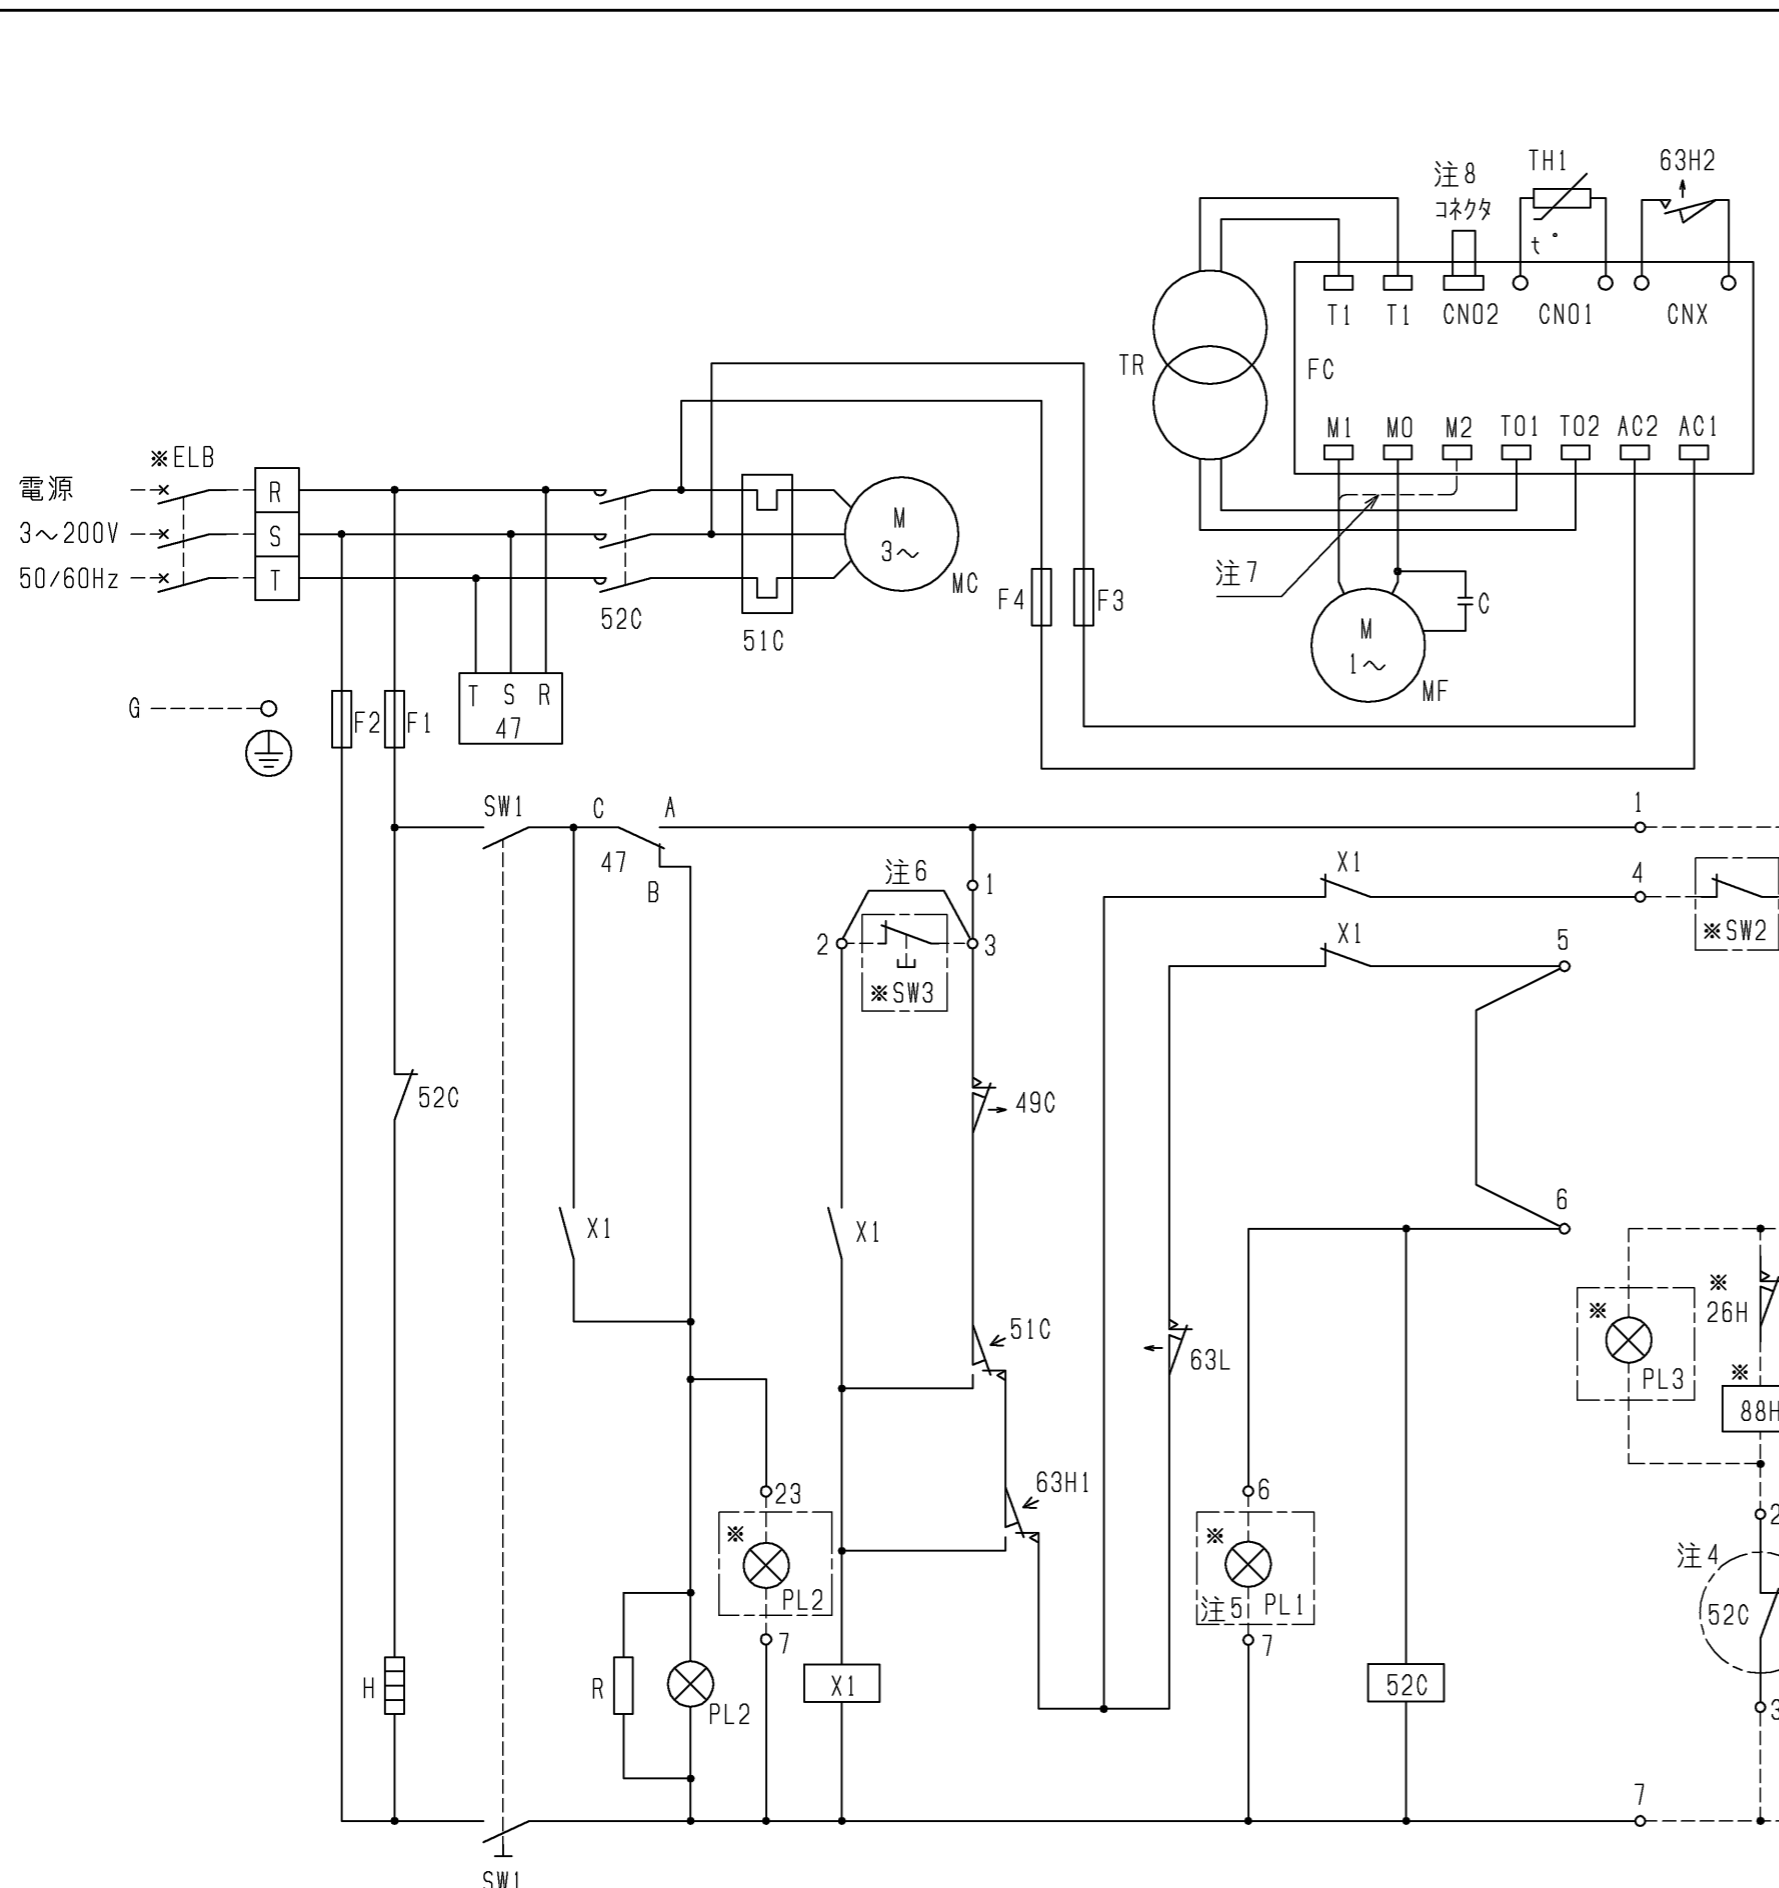 注8
コネクタ
TH1
t°
63H2
T1
T1
CN02
CN01
CNX
TR
FC
M1
M0
M2
T01
T02
AC2
AC1
※ELB
電源
3～200V
50/60Hz
R
S
T
52C
51C
M
3～
MC
F4
F3
注7
M
1～
MF
C
G
F2
F1
T S R
47
SW1
C
A
47
B
注6
1
2
3
※SW3
X1
X1
1
4
5
※SW2
52C
49C
X1
X1
6
51C
63L
※
PL3
※
26H
※
88H
63H1
23
※
PL2
7
6
※
注5
PL1
7
注4
52C
2
3
H
R
PL2
X1
52C
7
SW1